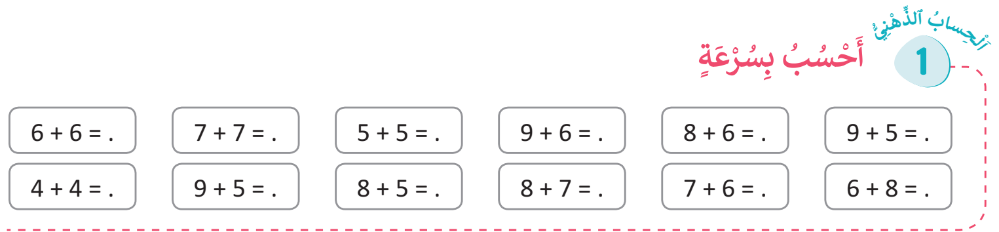 اَلْحِسابُ ٱلذِّهْنِيُّ
1 أَحْسُبُ بِسُرْعَةٍ
6 + 6 = . 7 + 7 = . 5 + 5 = . 9 + 6 = . 8 + 6 = . 9 + 5 = .
4 + 4 = . 9 + 5 = . 8 + 5 = . 8 + 7 = . 7 + 6 = . 6 + 8 = .